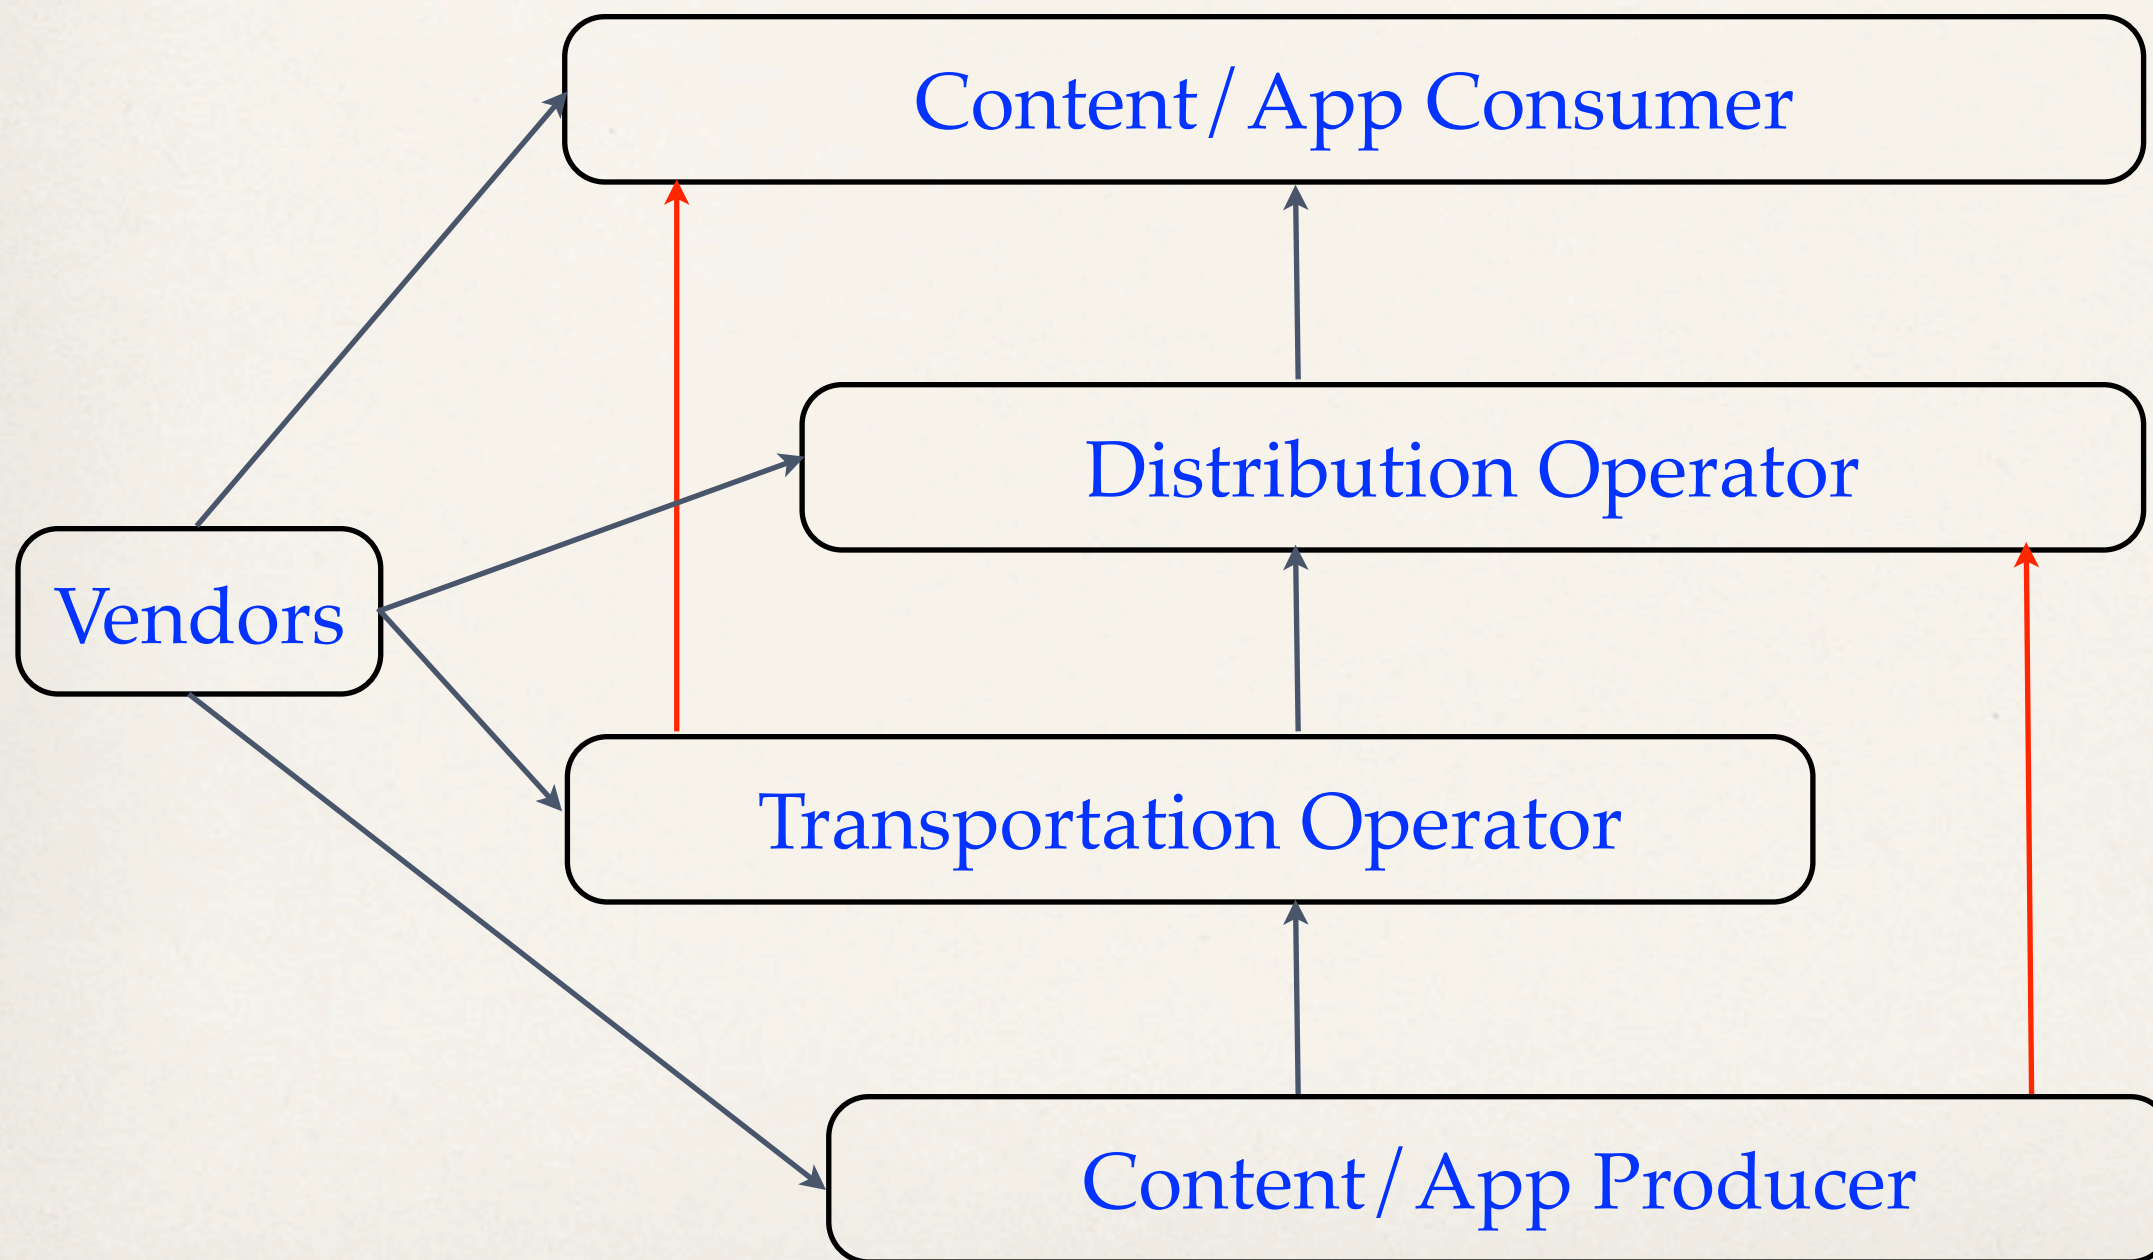 Content/App Consumer
Distribution Operator
Vendors
Transportation Operator
Content/App Producer